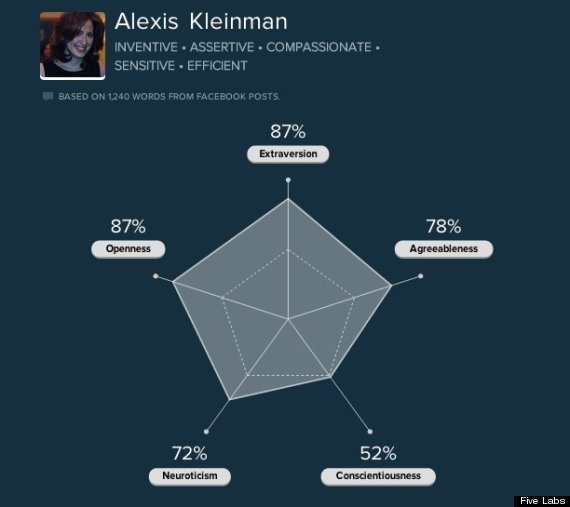 Alexis Kleinman
INVENTIVE • ASSERTIVE • COMPASSIONATE •
SENSITIVE • EFFICIENT
BASED ON 1,240 WORDS FROM FACEBOOK POSTS.
87%
Extraversion
87%
Openness
78%
Agreeableness
72%
Neuroticism
52%
Conscientiousness
Five Labs